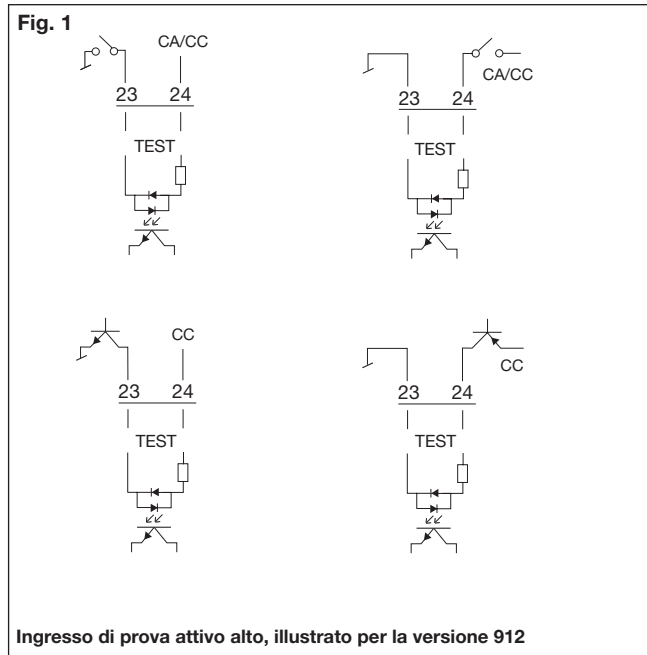 Fig. 1
CA/CC
23 24
TEST
CA/CC
23 24
TEST
CC
23 24
TEST
CC
23 24
TEST
Ingresso di prova attivo alto, illustrato per la versione 912